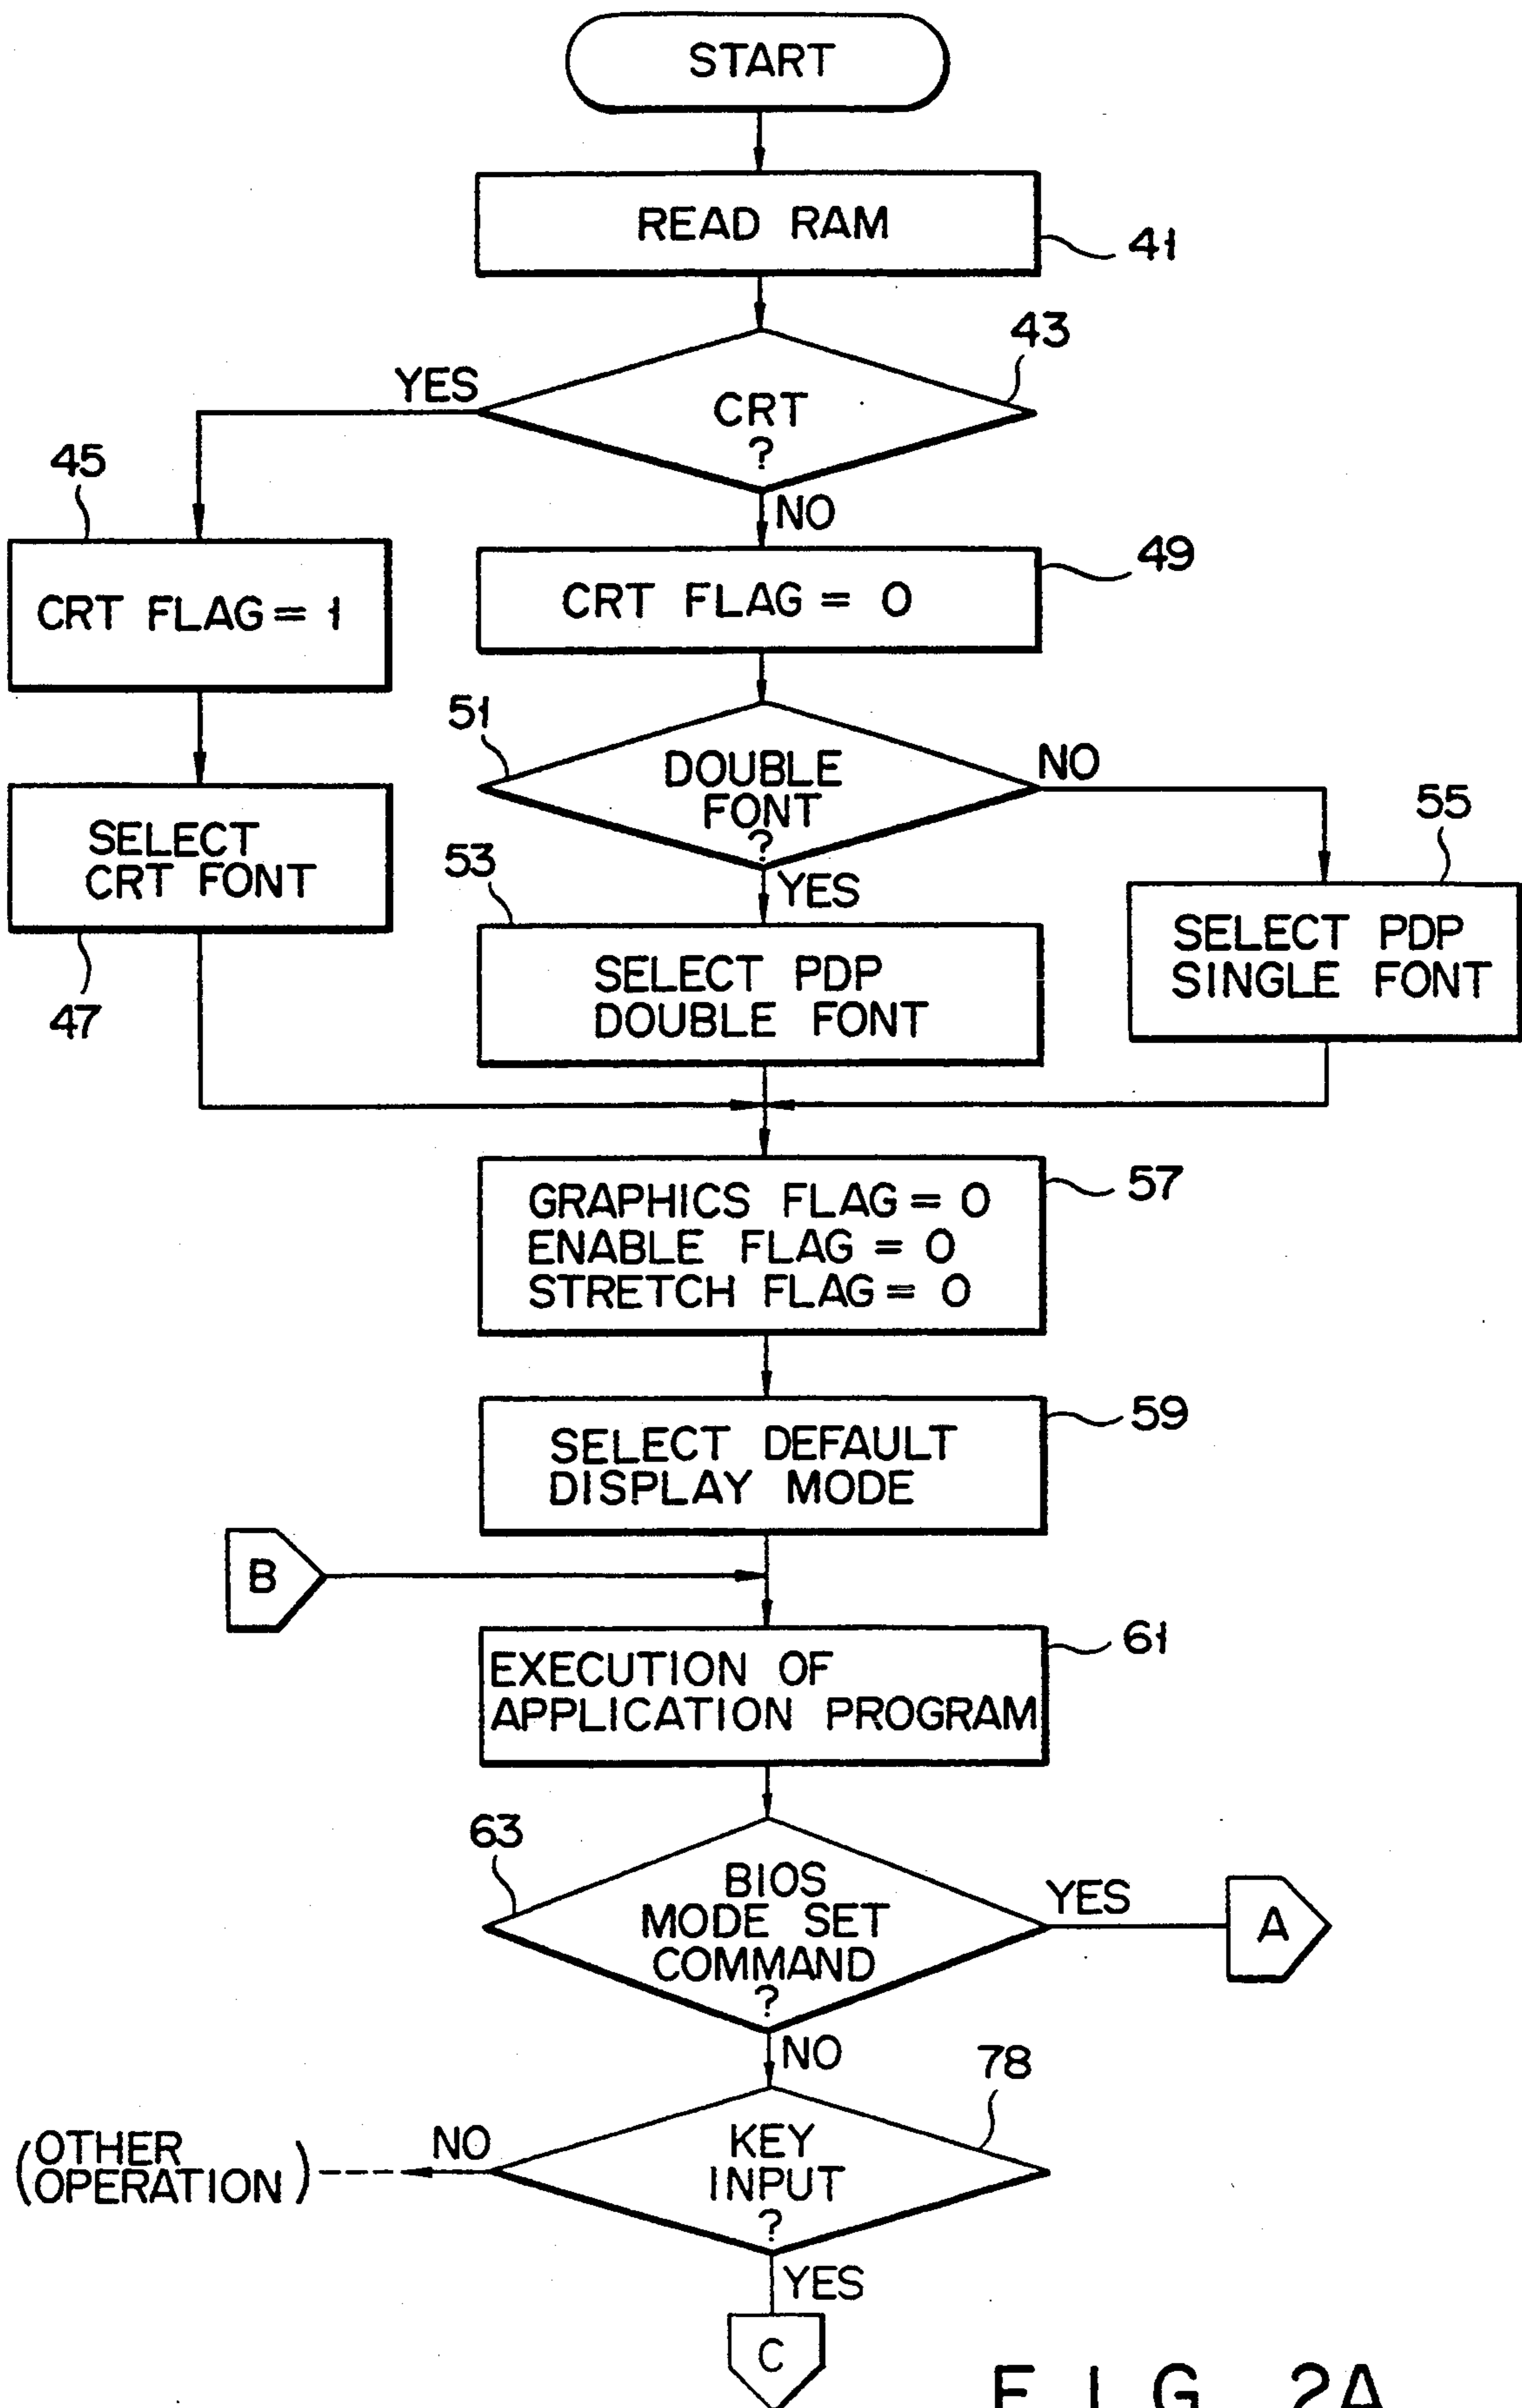 START
READ RAM
41
43
YES
CRT
?
45
NO
49
CRT FLAG = 1
CRT FLAG = 0
51
DOUBLE
FONT
?
NO
55
SELECT
CRT FONT
53
YES
47
SELECT PDP
DOUBLE FONT
SELECT PDP
SINGLE FONT
57
GRAPHICS FLAG = 0
ENABLE FLAG = 0
STRETCH FLAG = 0
59
SELECT DEFAULT
DISPLAY MODE
B
61
EXECUTION OF
APPLICATION PROGRAM
63
BIOS
MODE SET
COMMAND
?
YES
A
NO
78
KEY
INPUT
?
NO
(OTHER
OPERATION)
YES
C
FIG. 2A